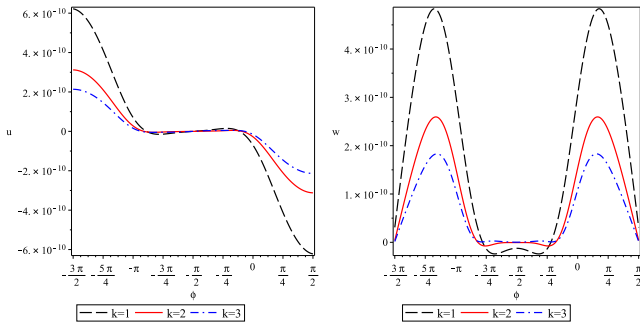 6. × 10⁻¹⁰
4. × 10⁻¹⁰
2. × 10⁻¹⁰
u
0
-2. × 10⁻¹⁰
-4. × 10⁻¹⁰
-6. × 10⁻¹⁰
-3π/2 -5π/4 -π -3π/4 -π/2 -π/4 0 π/4 π/2
ϕ
k=1 k=2 k=3
w
4. × 10⁻¹⁰
2. × 10⁻¹⁰
1. × 10⁻¹⁰
0
-3π/2 -5π/4 -π -3π/4 -π/2 -π/4 0 π/4 π/2
ϕ
k=1 k=2 k=3